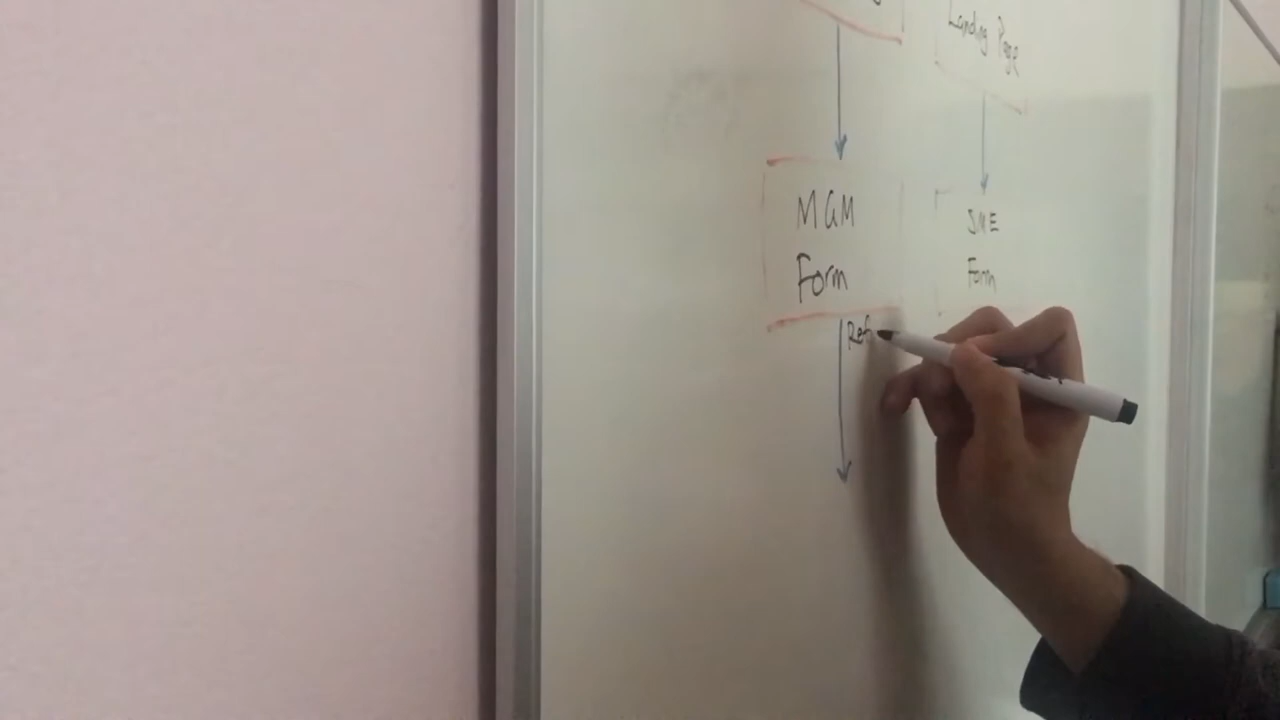 Landing Page
MGM
Form
SME
Form
Ref